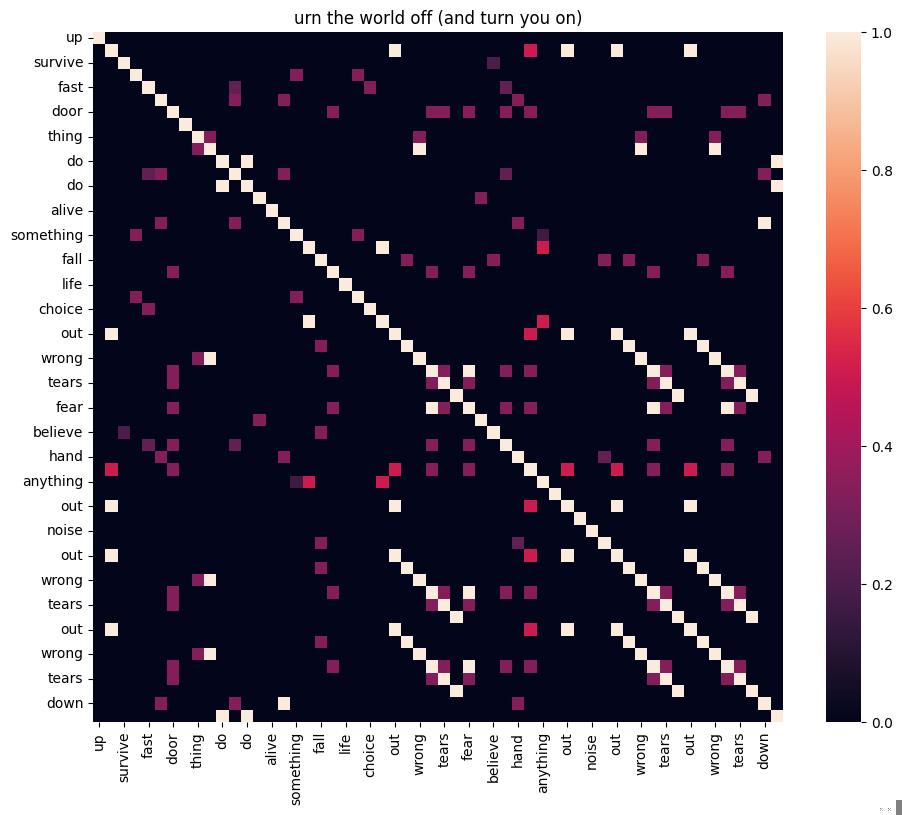 urn the world off (and turn you on)
up
survive
fast
door
thing
do
do
alive
something
fall
life
choice
out
wrong
tears
fear
believe
hand
anything
out
noise
out
wrong
tears
out
wrong
tears
down
1.0
0.8
0.6
0.4
0.2
0.0
up
survive
fast
door
thing
do
do
alive
something
fall
life
choice
out
wrong
tears
fear
believe
hand
anything
out
noise
out
wrong
tears
out
wrong
tears
down